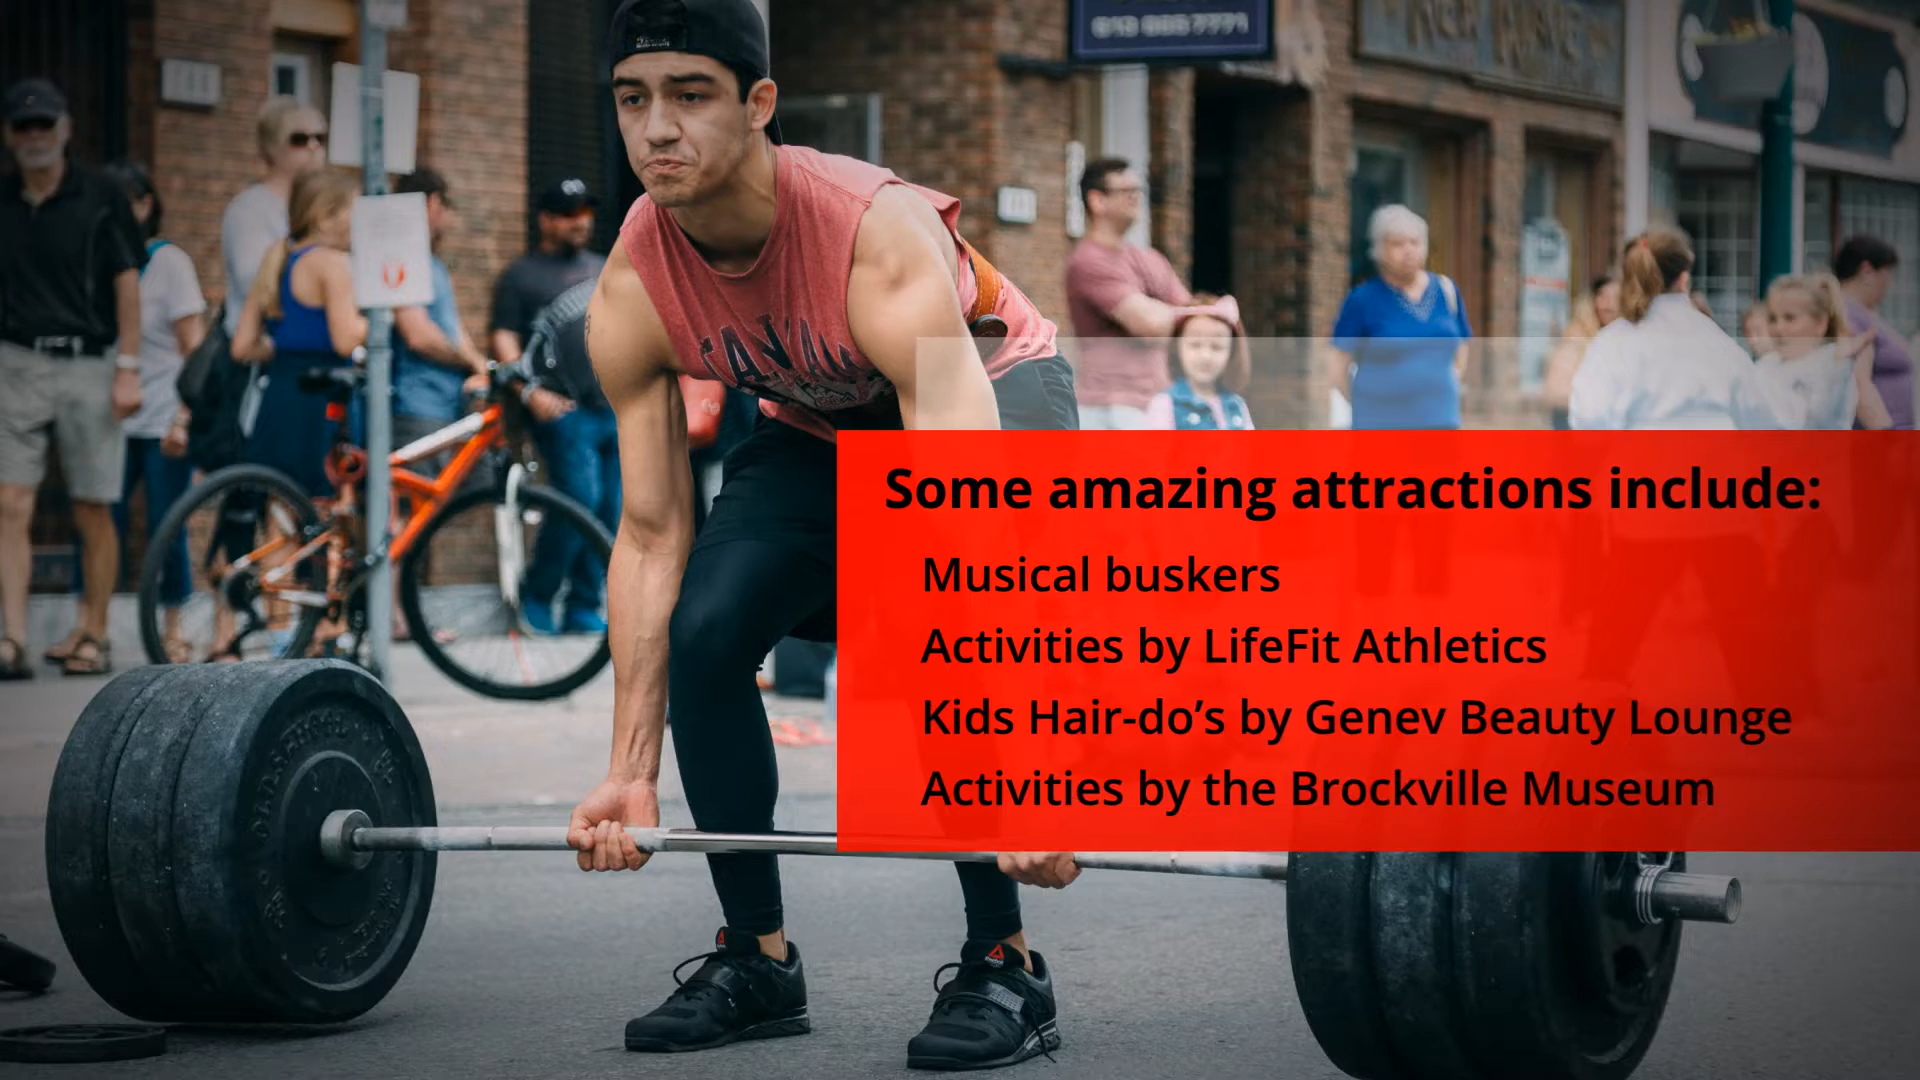 Some amazing attractions include:
Musical buskers
Activities by LifeFit Athletics
Kids Hair-do’s by Genev Beauty Lounge
Activities by the Brockville Museum